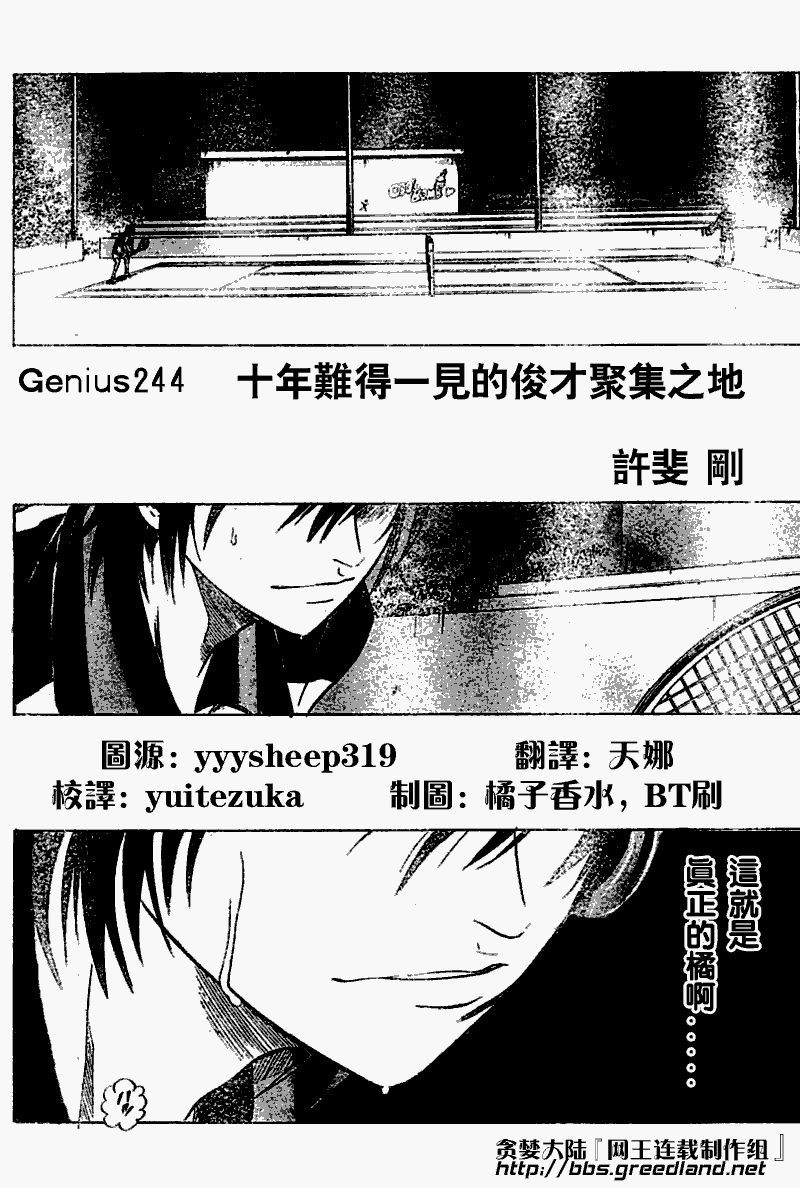 Genius244 十年難得一見的俊才聚集之地
許斐 剛
圖源: yyysheep319 翻譯: 天娜
校譯: yuitezuka 制圖: 橘子香水, BT刷
這就是
眞正的橘啊……
贪婪大陆『网王连载制作组』
http://bbs.greedland.net